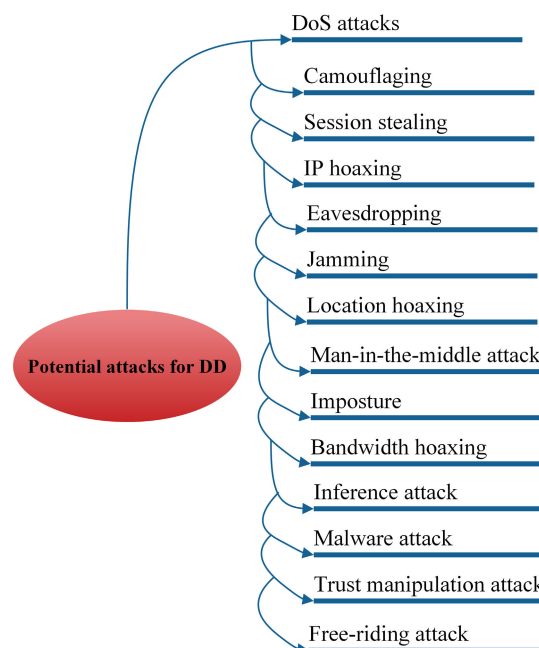 DoS attacks
Camouflaging
Session stealing
IP hoaxing
Eavesdropping
Jamming
Location hoaxing
Potential attacks for DD
Man-in-the-middle attack
Imposture
Bandwidth hoaxing
Inference attack
Malware attack
Trust manipulation attack
Free-riding attack